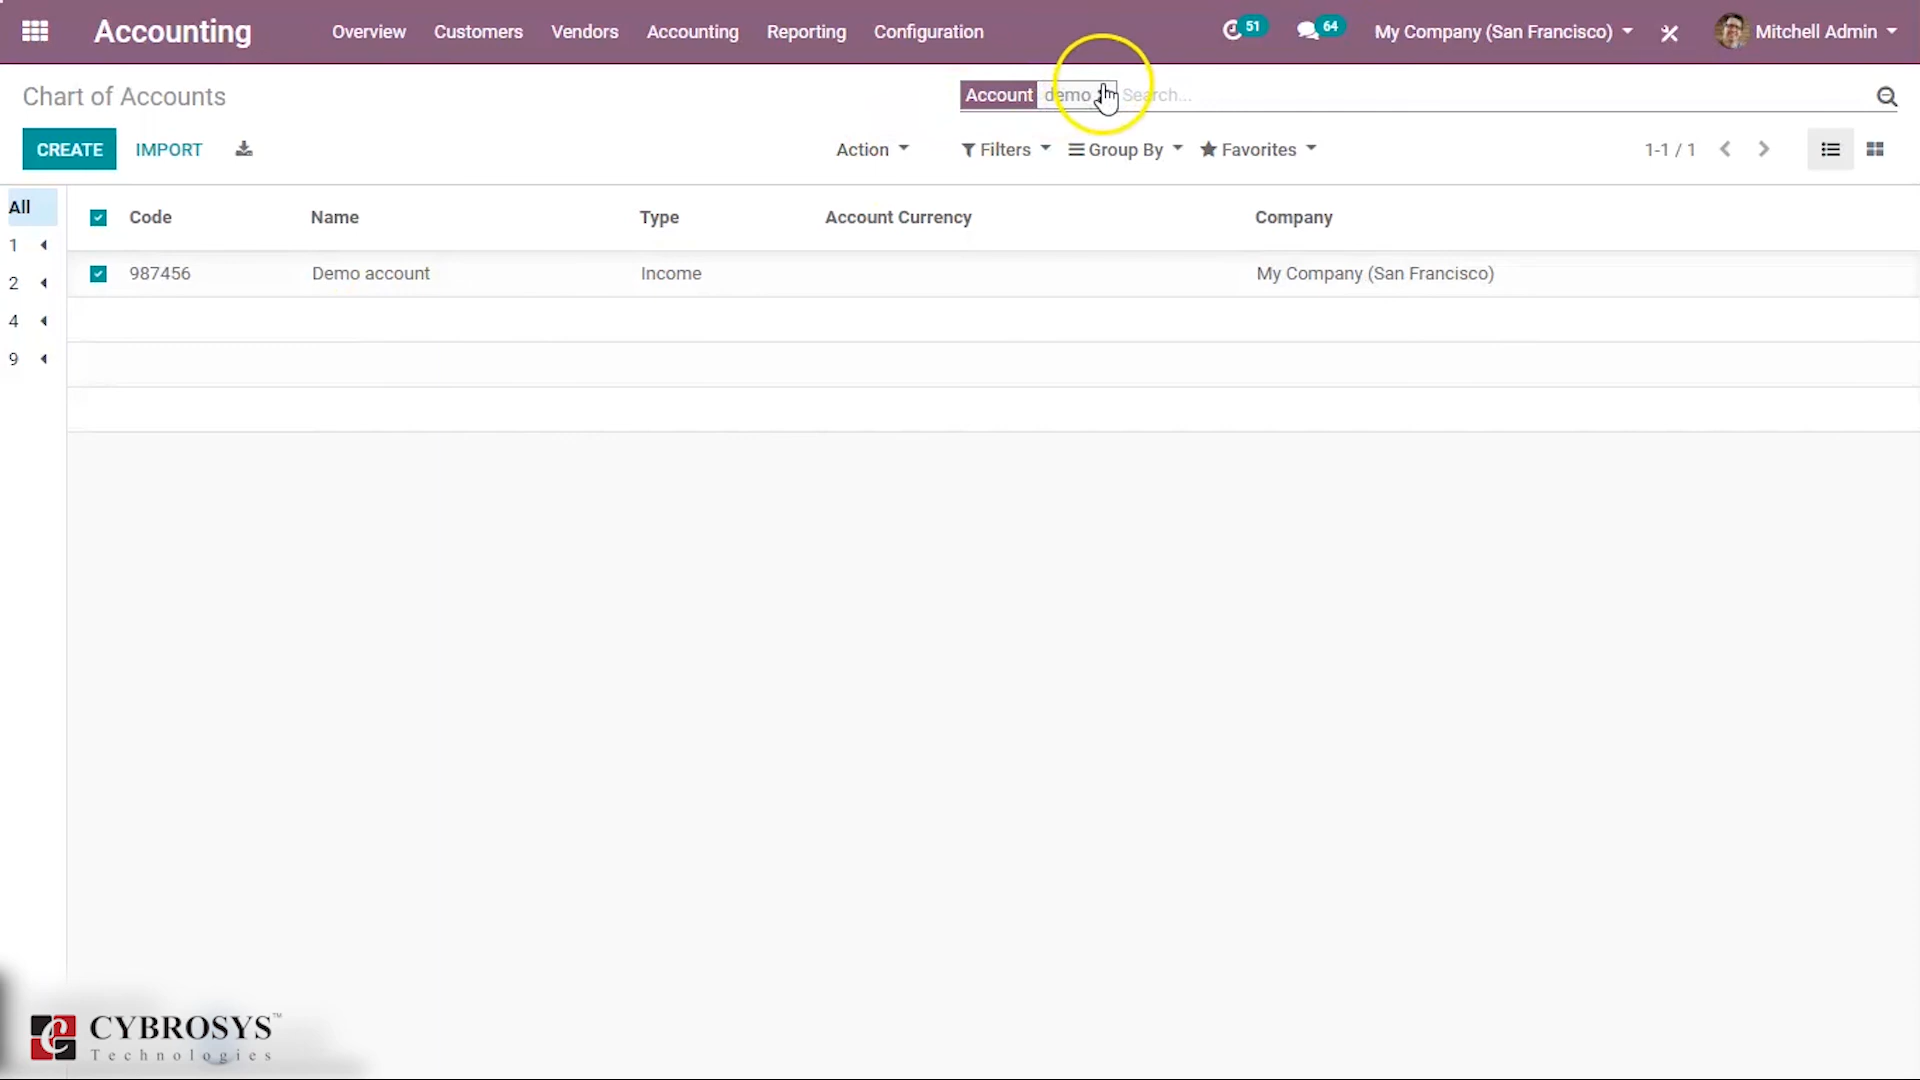 Accounting Overview Customers Vendors Accounting Reporting Configuration 51 64 My Company (San Francisco) Mitchell Admin
Chart of Accounts Account demo Search...
CREATE IMPORT Action Filters Group By Favorites 1-1 / 1
All Code Name Type Account Currency Company
1
987456 Demo account Income My Company (San Francisco)
2
4
9
CYBROSYS™
Technologies